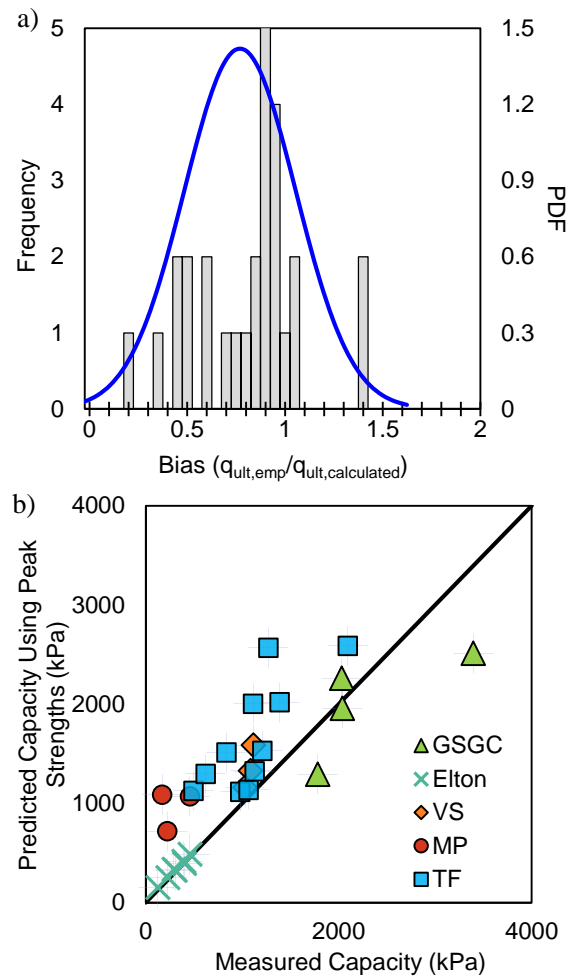 a)
5
4
3
2
1
0
Frequency
1.5
1.2
0.9
0.6
0.3
0
PDF
0 0.5 1 1.5 2
Bias (qult,emp/qult,calculated)
b)
4000
3000
2000
1000
0
Predicted Capacity Using Peak
Strengths (kPa)
GSGC
Elton
VS
MP
TF
0 2000 4000
Measured Capacity (kPa)